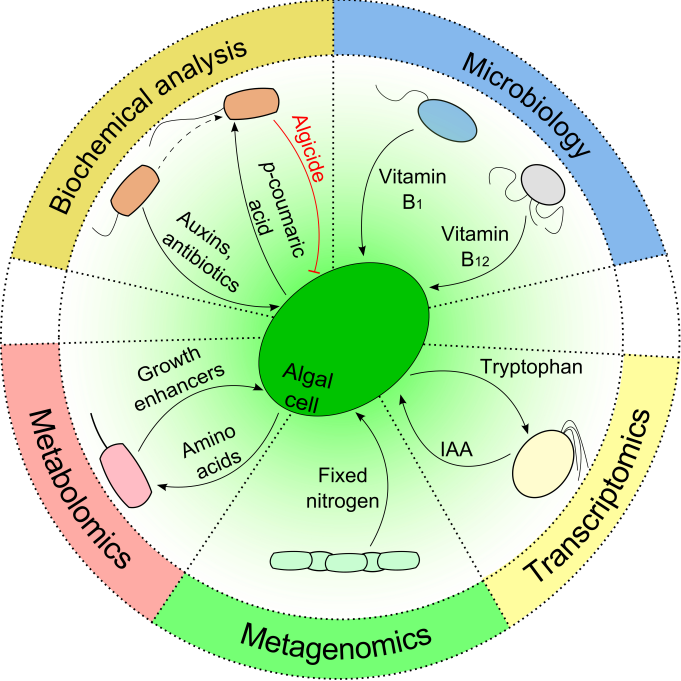 Biochemical analysis
Microbiology
Algicide
p-coumaric
acid
Auxins,
antibiotics
Vitamin
B1
Vitamin
B12
Growth
enhancers
Algal
cell
Amino
acids
Tryptophan
IAA
Fixed
nitrogen
Metabolomics
Transcriptomics
Metagenomics